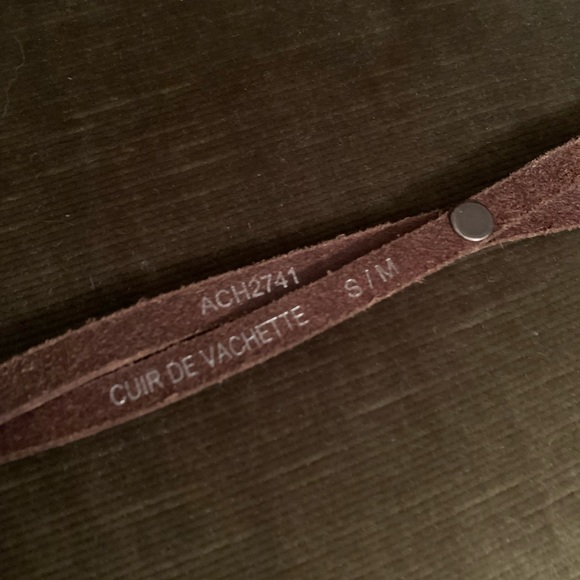 ACH2741
CUIR DE VACHETTE S/M